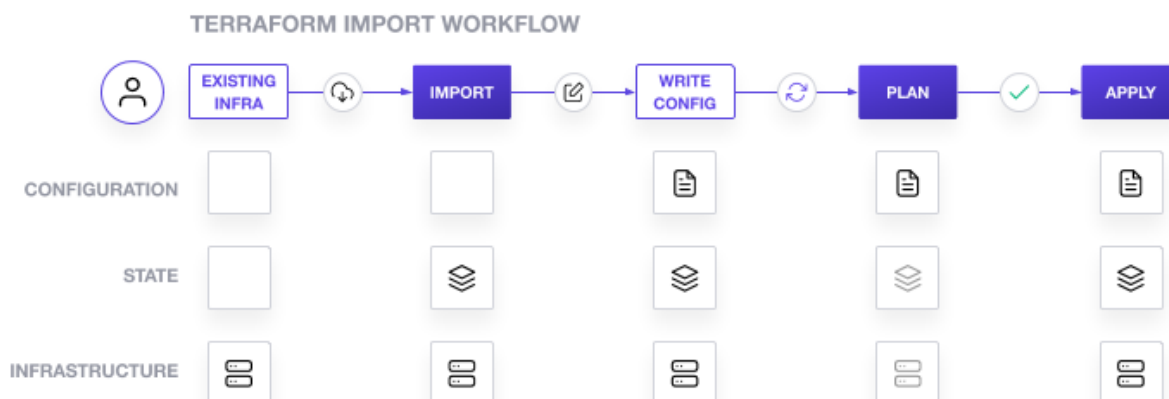 TERRAFORM IMPORT WORKFLOW
EXISTING
INFRA
IMPORT
WRITE
CONFIG
PLAN
APPLY
CONFIGURATION
STATE
INFRASTRUCTURE